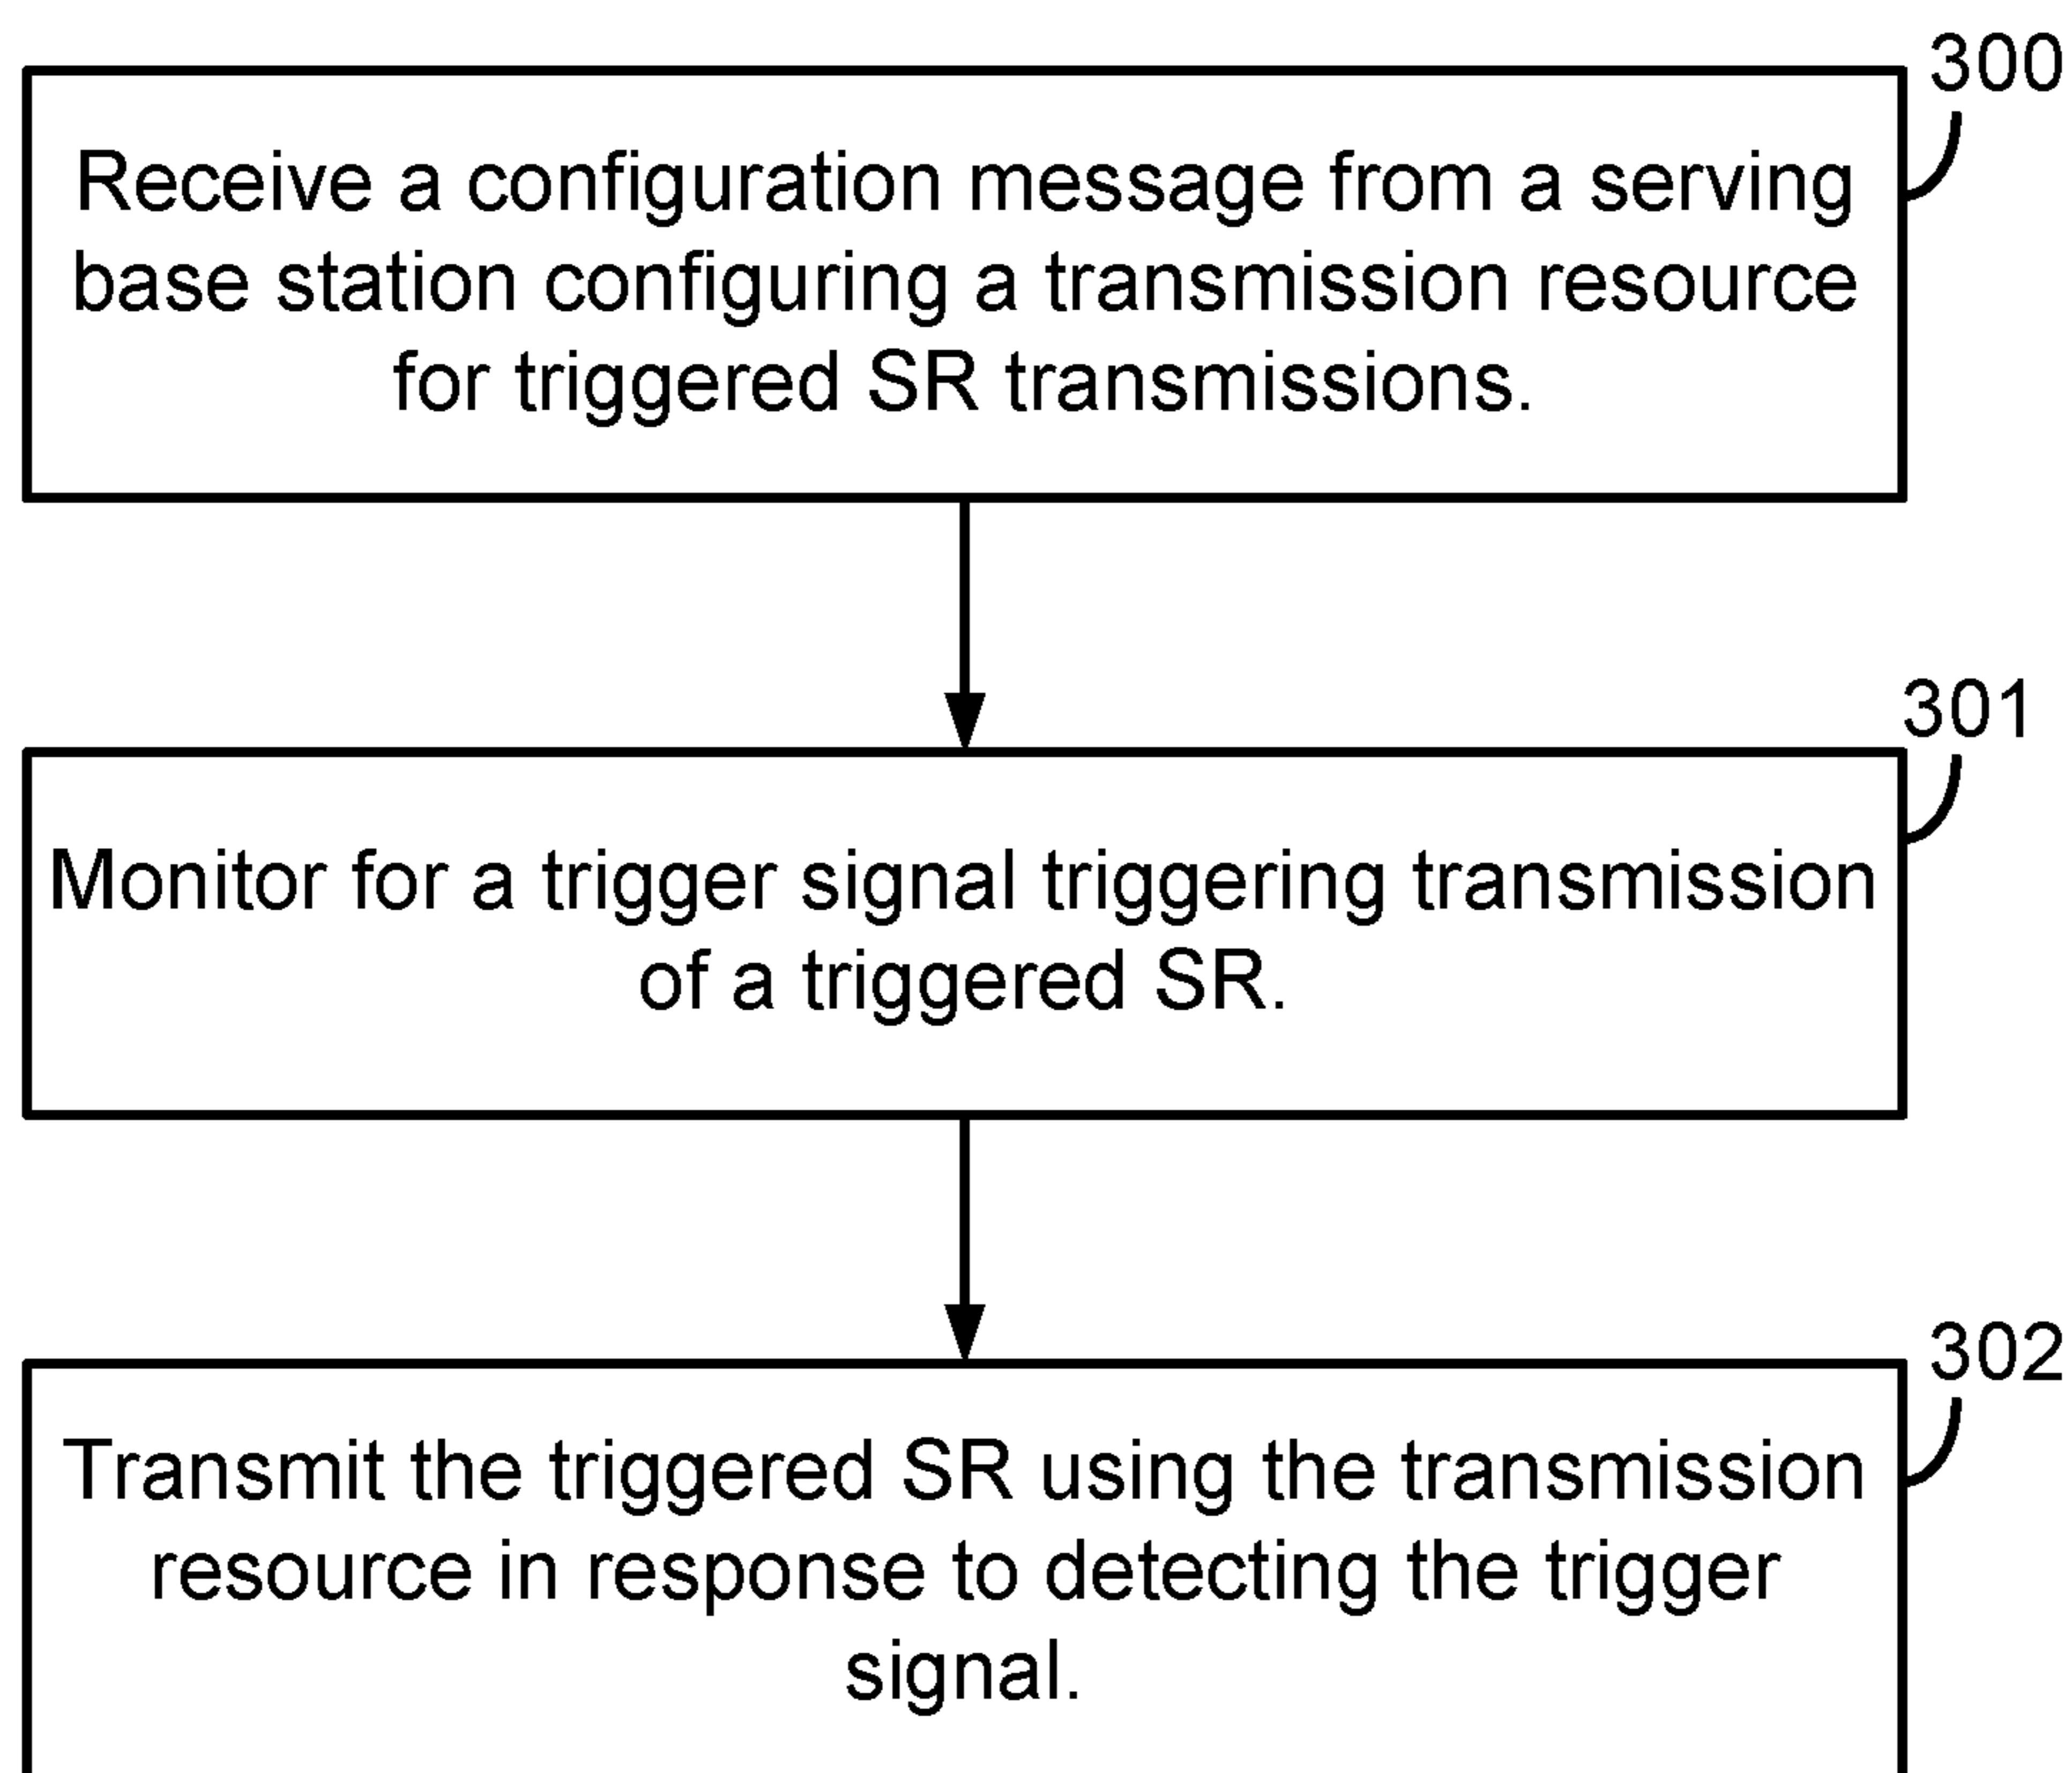 300
Receive a configuration message from a serving
base station configuring a transmission resource
for triggered SR transmissions.
301
Monitor for a trigger signal triggering transmission
of a triggered SR.
302
Transmit the triggered SR using the transmission
resource in response to detecting the trigger
signal.